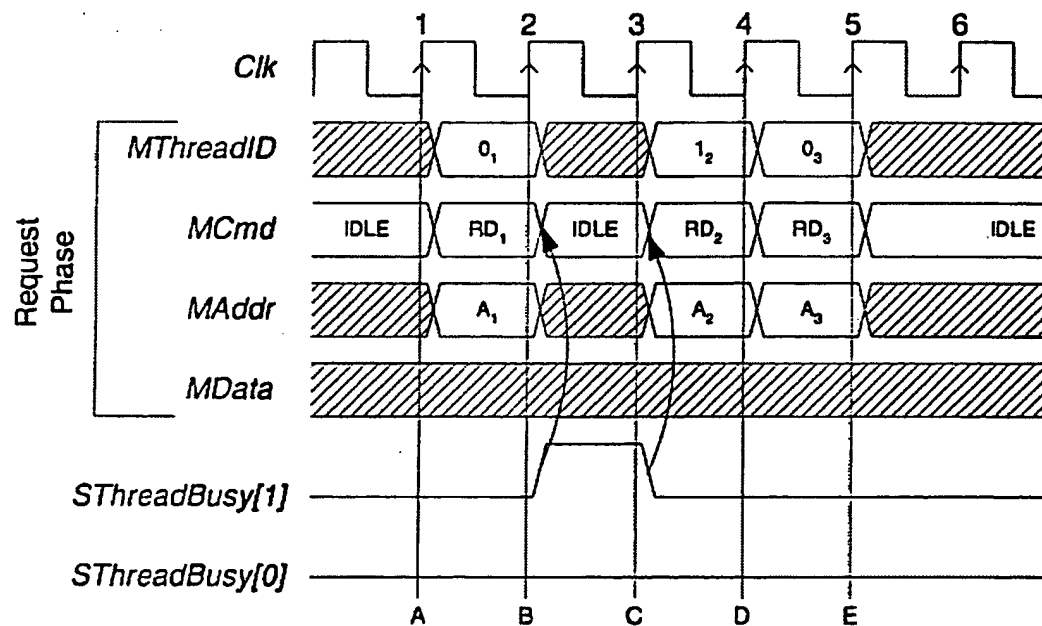 1 2 3 4 5 6
Clk
MThreadID 0₁ 1₂ 0₃
MCmd IDLE RD₁ IDLE RD₂ RD₃ IDLE
Request Phase
MAddr A₁ A₂ A₃
MData
SThreadBusy[1]
SThreadBusy[0]
A B C D E